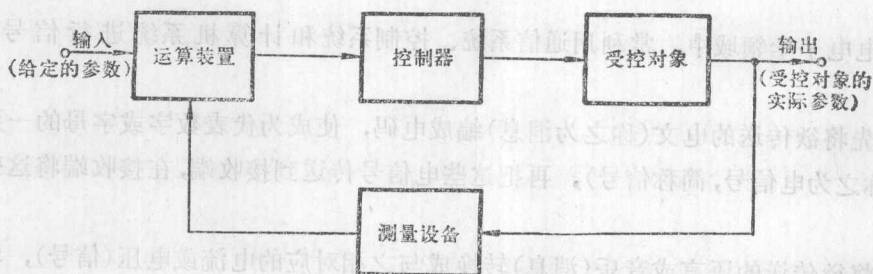 输入
(给定的参数)
运算装置
控制器
受控对象
输出
(受控对象的
实际参数)
测量设备